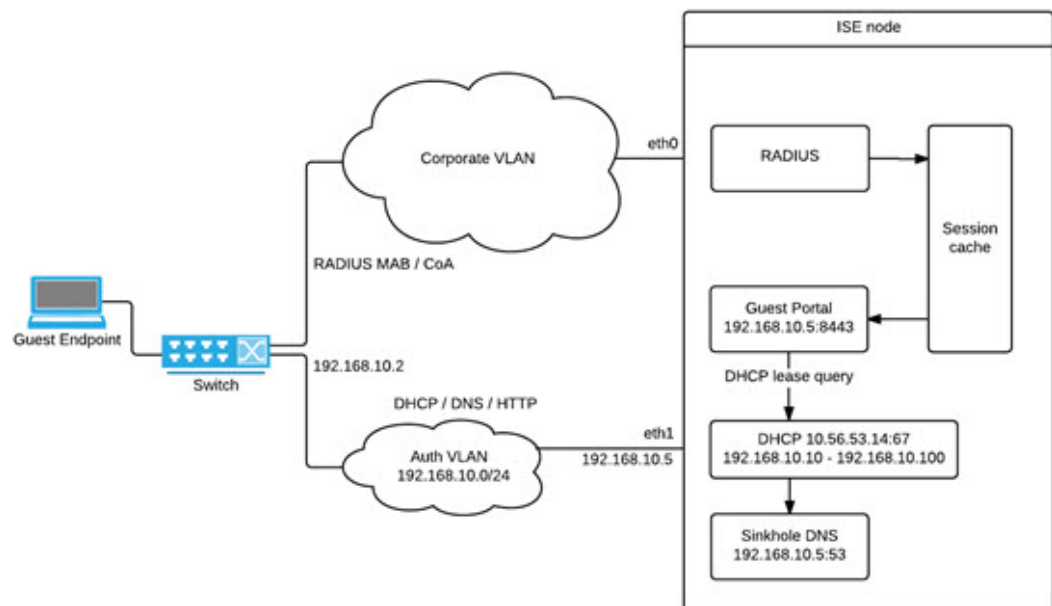 ISE node
eth0
RADIUS
Corporate VLAN
Session
cache
RADIUS MAB / CoA
Guest Endpoint
Guest Portal
192.168.10.5:8443
192.168.10.2
Switch
DHCP lease query
DHCP / DNS / HTTP
eth1
DHCP 10.56.53.14:67
192.168.10.10 - 192.168.10.100
Auth VLAN
192.168.10.0/24
192.168.10.5
Sinkhole DNS
192.168.10.5:53